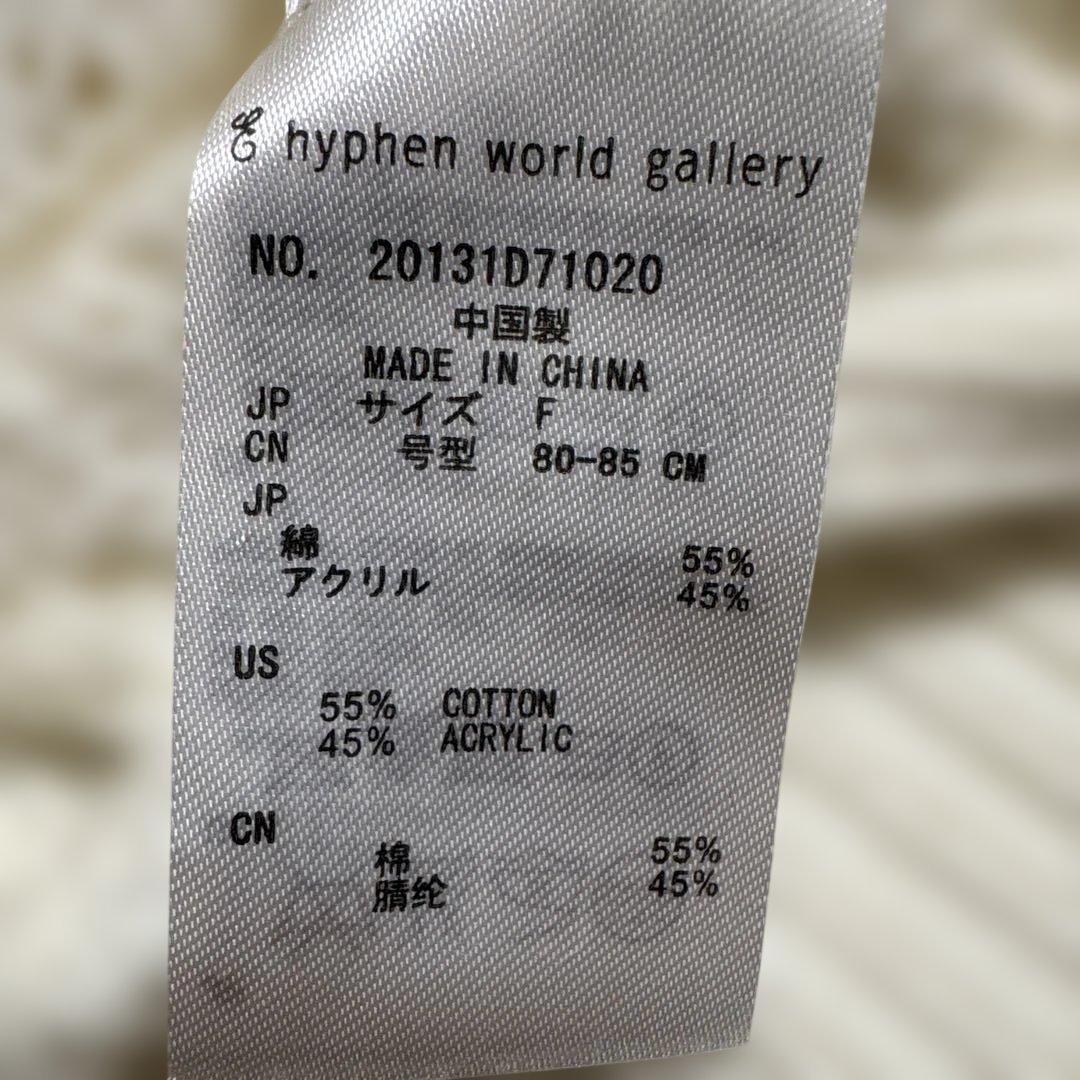 hyphen world gallery
NO. 20131D71020
中国製
MADE IN CHINA
JP サイズ F
CN 号型 80-85 CM
JP
綿 55%
アクリル 45%
US
55% COTTON
45% ACRYLIC
CN
棉 55%
腈纶 45%